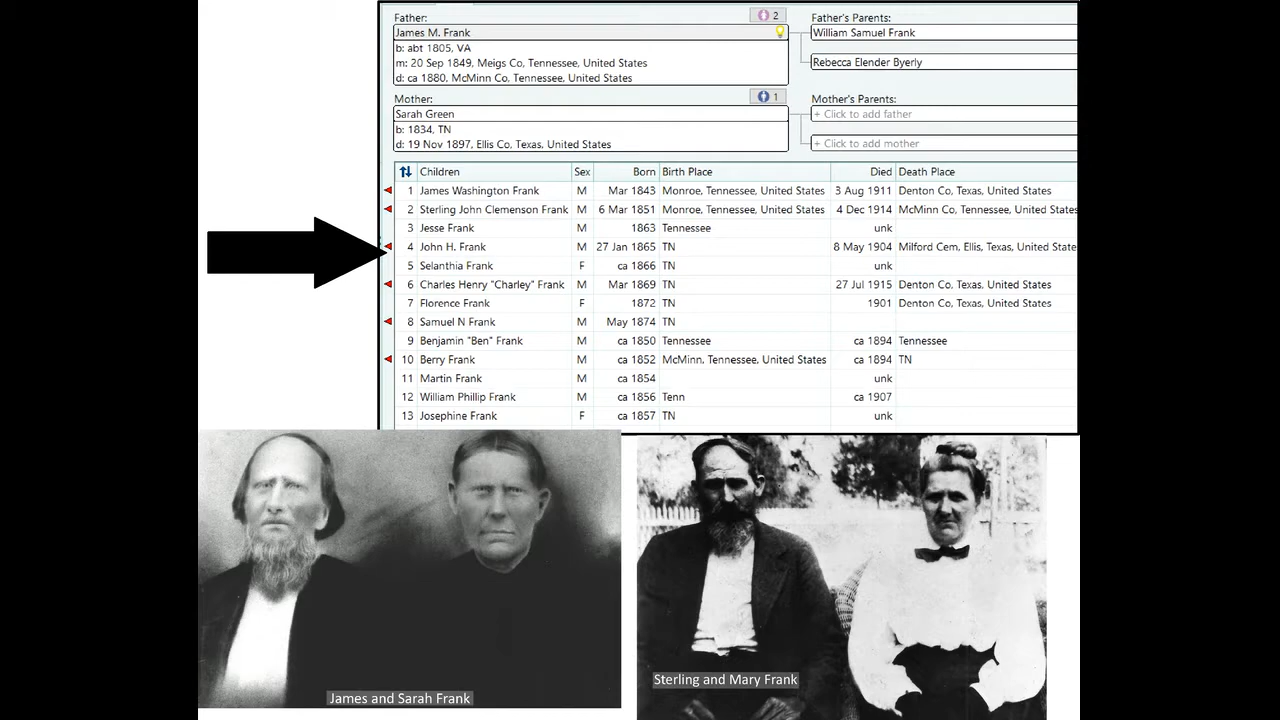 Father:
2
Father's Parents:
James M. Frank
William Samuel Frank
b: abt 1805, VA
m: 20 Sep 1849, Meigs Co, Tennessee, United States
Rebecca Elender Byerly
d: ca 1880, McMinn Co, Tennessee, United States
Mother:
1
Mother's Parents:
Sarah Green
+ Click to add father
b: 1834, TN
d: 19 Nov 1897, Ellis Co, Texas, United States
+ Click to add mother
Children Sex Born Birth Place Died Death Place
1 James Washington Frank M Mar 1843 Monroe, Tennessee, United States 3 Aug 1911 Denton Co, Texas, United States
2 Sterling John Clemenson Frank M 6 Mar 1851 Monroe, Tennessee, United States 4 Dec 1914 McMinn Co, Tennessee, United States
3 Jesse Frank M 1863 Tennessee unk
4 John H. Frank M 27 Jan 1865 TN 8 May 1904 Milford Cem, Ellis, Texas, United State
5 Selanthia Frank F ca 1866 TN unk
6 Charles Henry "Charley" Frank M Mar 1869 TN 27 Jul 1915 Denton Co, Texas, United States
7 Florence Frank F 1872 TN 1901 Denton Co, Texas, United States
8 Samuel N Frank M May 1874 TN
9 Benjamin "Ben" Frank M ca 1850 Tennessee ca 1894 Tennessee
10 Berry Frank M ca 1852 McMinn, Tennessee, United States ca 1894 TN
11 Martin Frank M ca 1854 unk
12 William Phillip Frank M ca 1856 Tenn ca 1907
13 Josephine Frank F ca 1857 TN unk
James and Sarah Frank
Sterling and Mary Frank